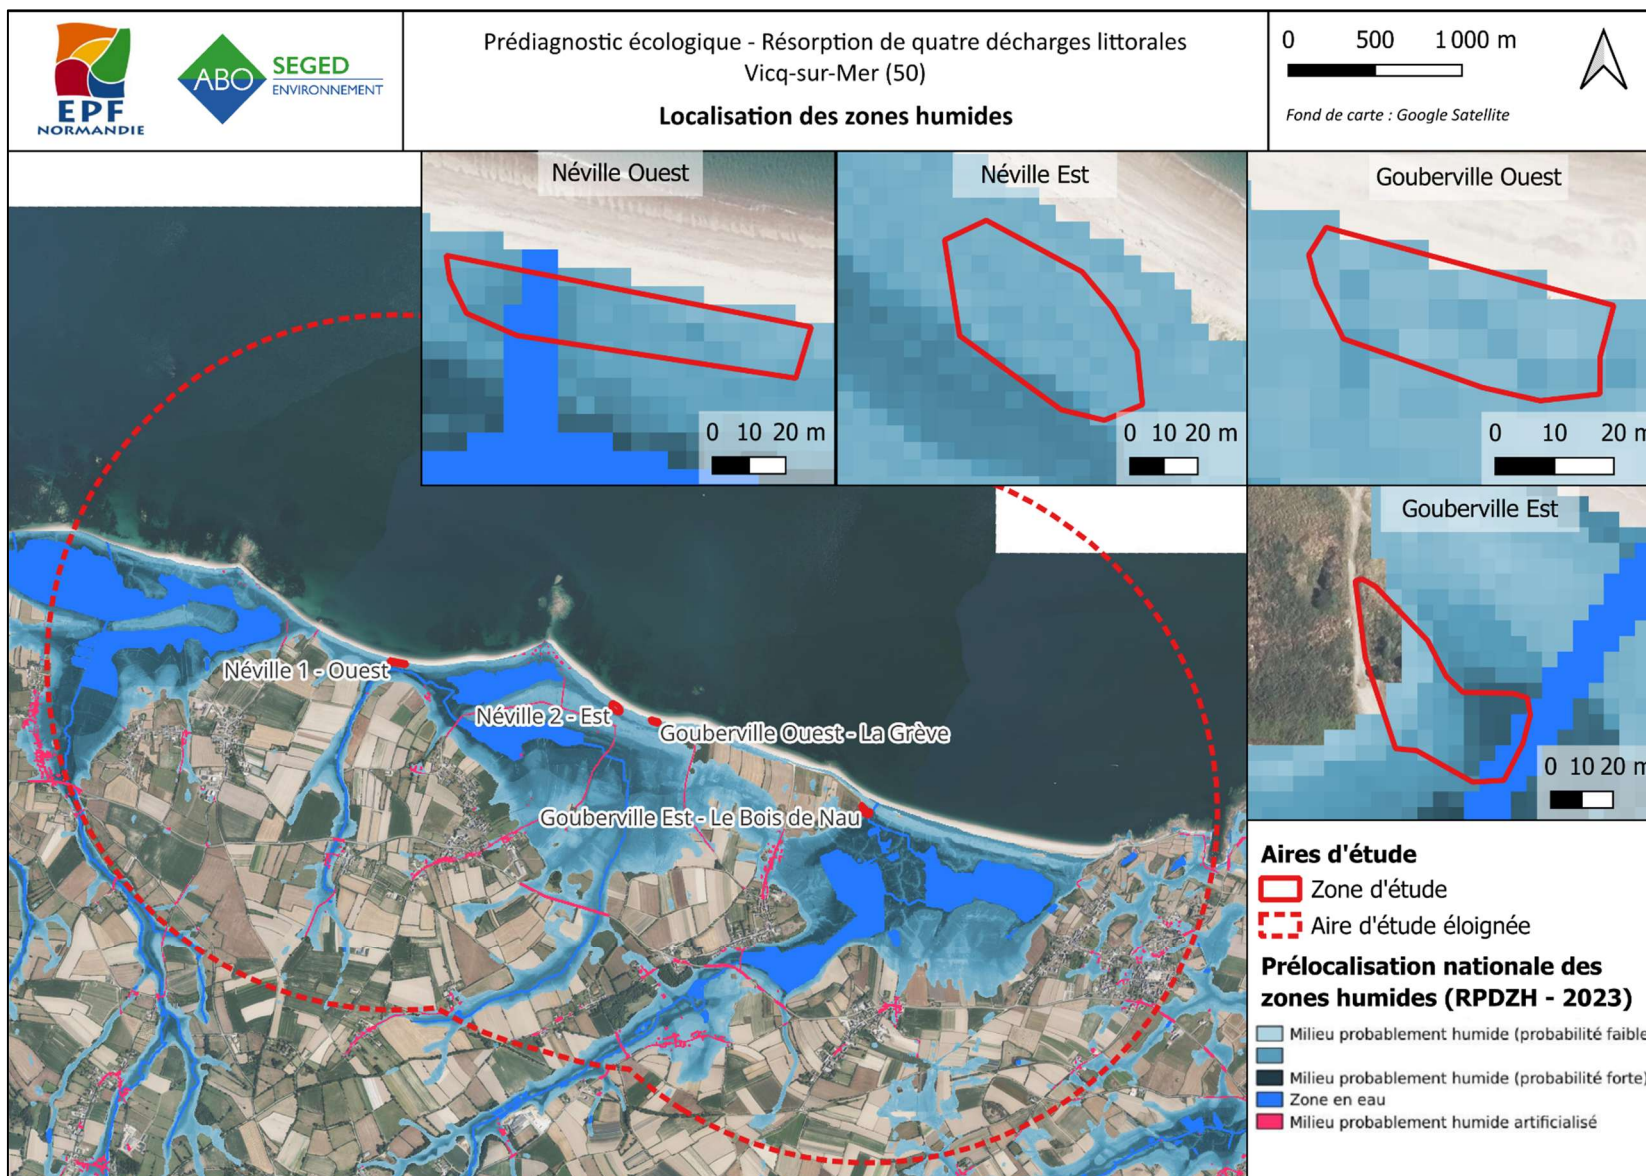 EPF
NORMANDIE
ABO
SEGED
ENVIRONNEMENT
Prédiagnostic écologique - Résorption de quatre décharges littorales
Vicq-sur-Mer (50)
Localisation des zones humides
0 500 1 000 m
Fond de carte : Google Satellite
Néville Ouest
0 10 20 m
Néville Est
0 10 20 m
Gouberville Ouest
0 10 20 m
Gouberville Est
0 10 20 m
Néville 1 - Ouest
Néville 2 - Est
Gouberville Ouest - La Grève
Gouberville Est - Le Bois de Nau
Aires d'étude
Zone d'étude
Aire d'étude éloignée
Prélocalisation nationale des
zones humides (RPDZH - 2023)
Milieu probablement humide (probabilité faible
Milieu probablement humide (probabilité forte)
Zone en eau
Milieu probablement humide artificialisé